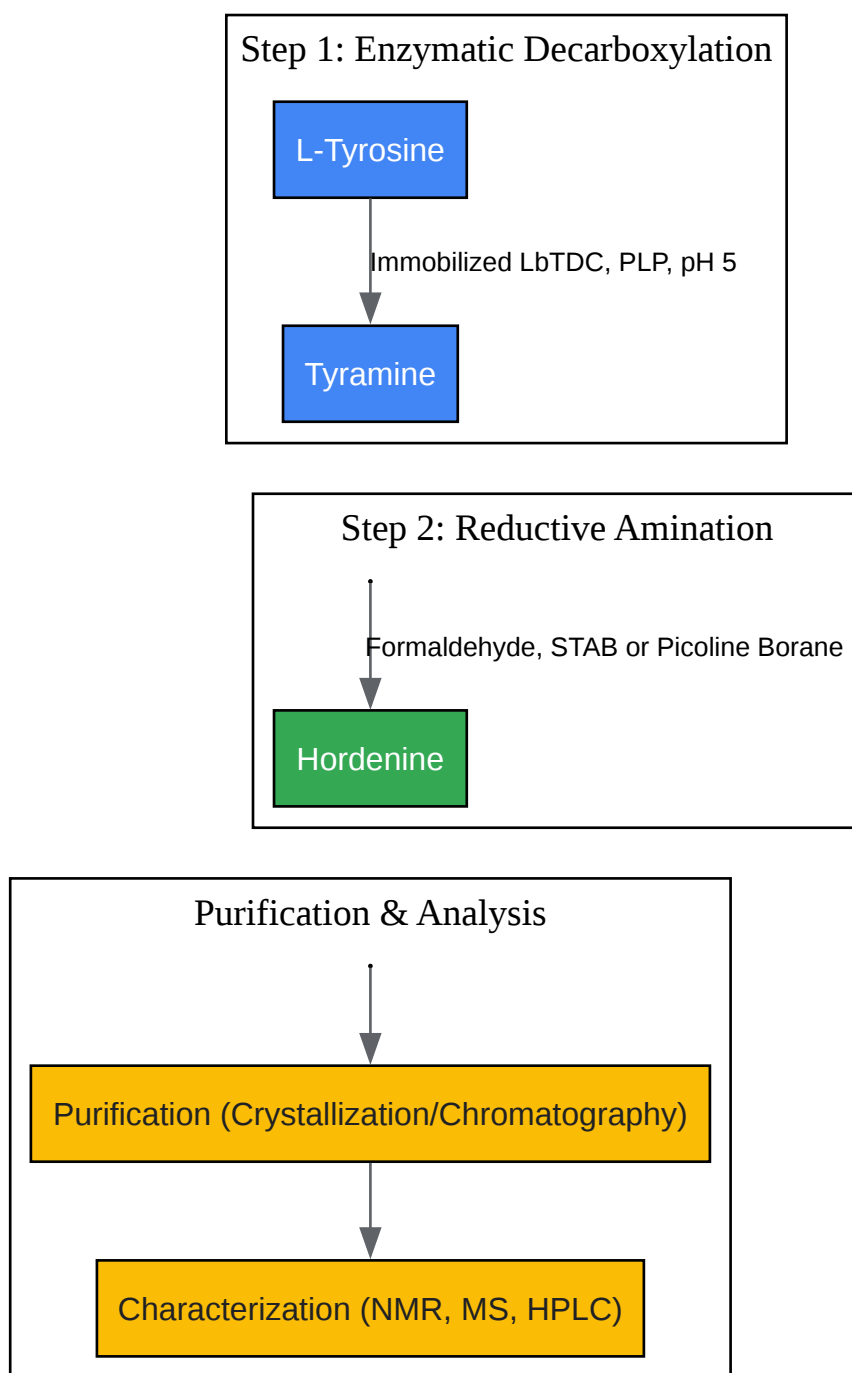 Step 1: Enzymatic Decarboxylation
L-Tyrosine
Immobilized LbTDC, PLP, pH 5
Tyramine
Step 2: Reductive Amination
Formaldehyde, STAB or Picoline Borane
Hordenine
Purification & Analysis
Purification (Crystallization/Chromatography)
Characterization (NMR, MS, HPLC)